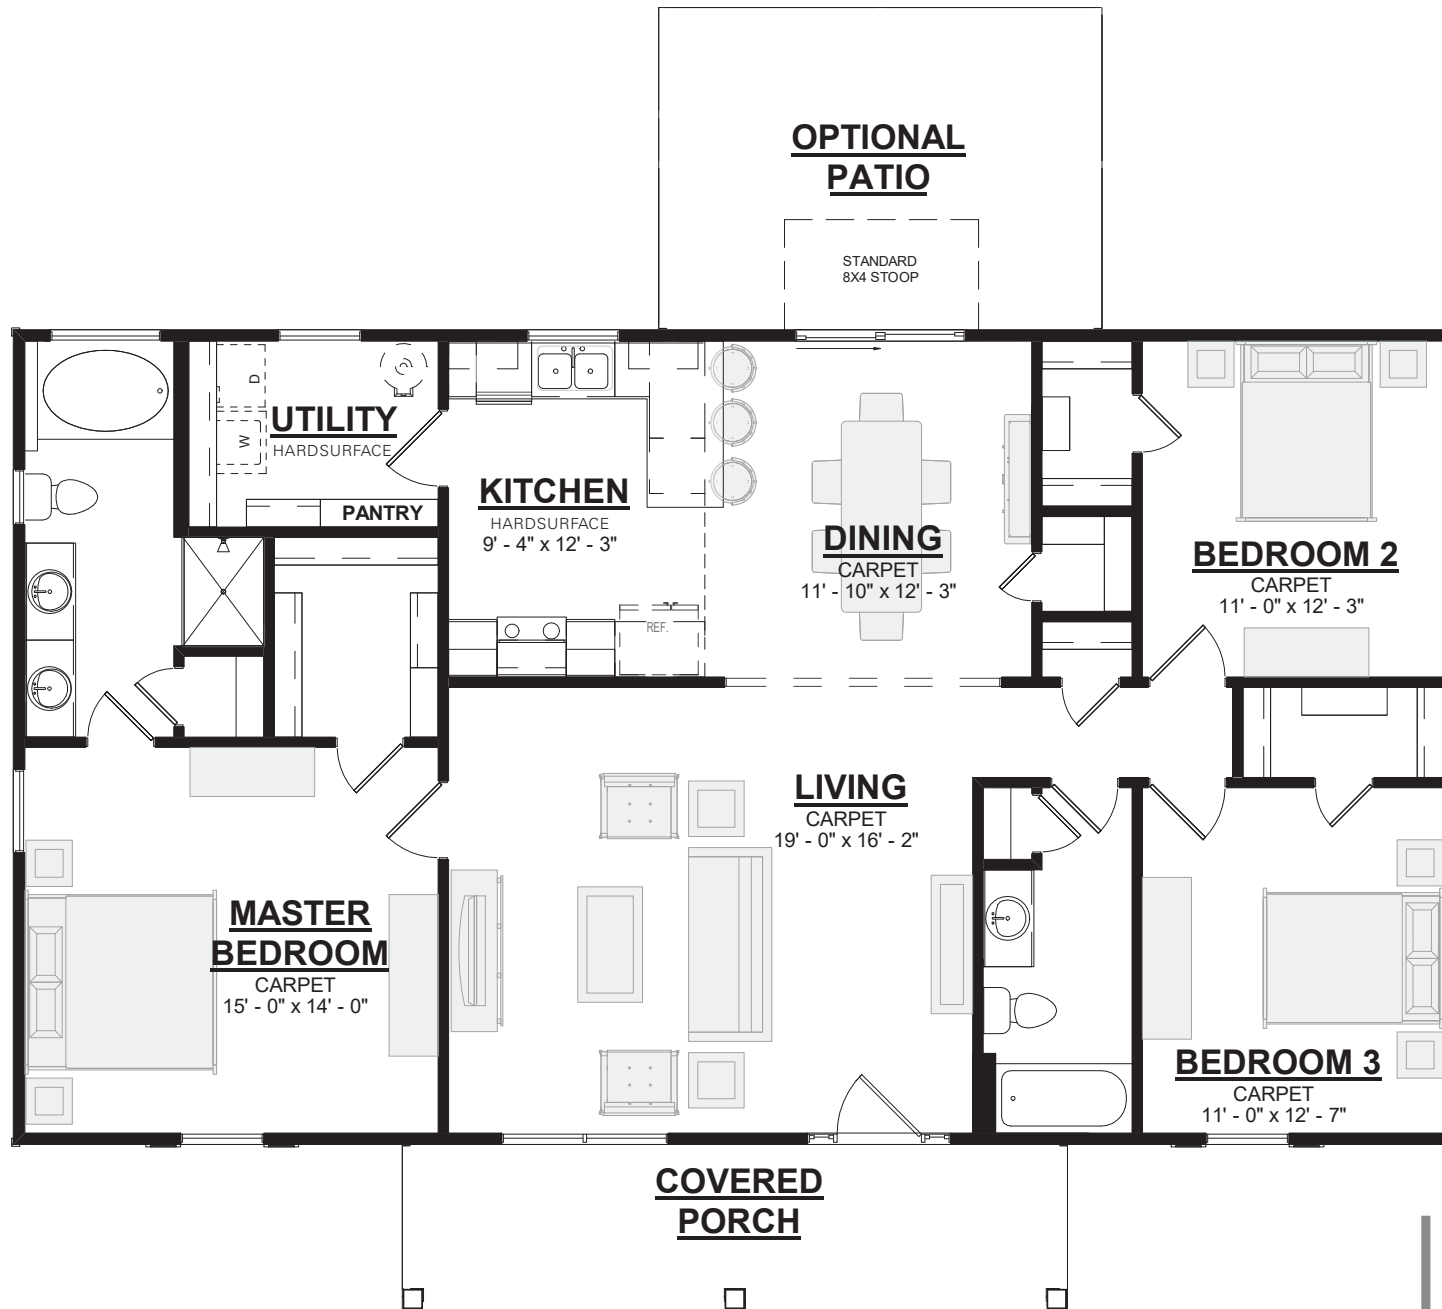 OPTIONAL
PATIO
STANDARD
8X4 STOOP
D
W
UTILITY
HARDSURFACE
PANTRY
KITCHEN
HARDSURFACE
9' - 4" x 12' - 3"
REF.
DINING
CARPET
11' - 10" x 12' - 3"
BEDROOM 2
CARPET
11' - 0" x 12' - 3"
LIVING
CARPET
19' - 0" x 16' - 2"
MASTER
BEDROOM
CARPET
15' - 0" x 14' - 0"
BEDROOM 3
CARPET
11' - 0" x 12' - 7"
COVERED
PORCH